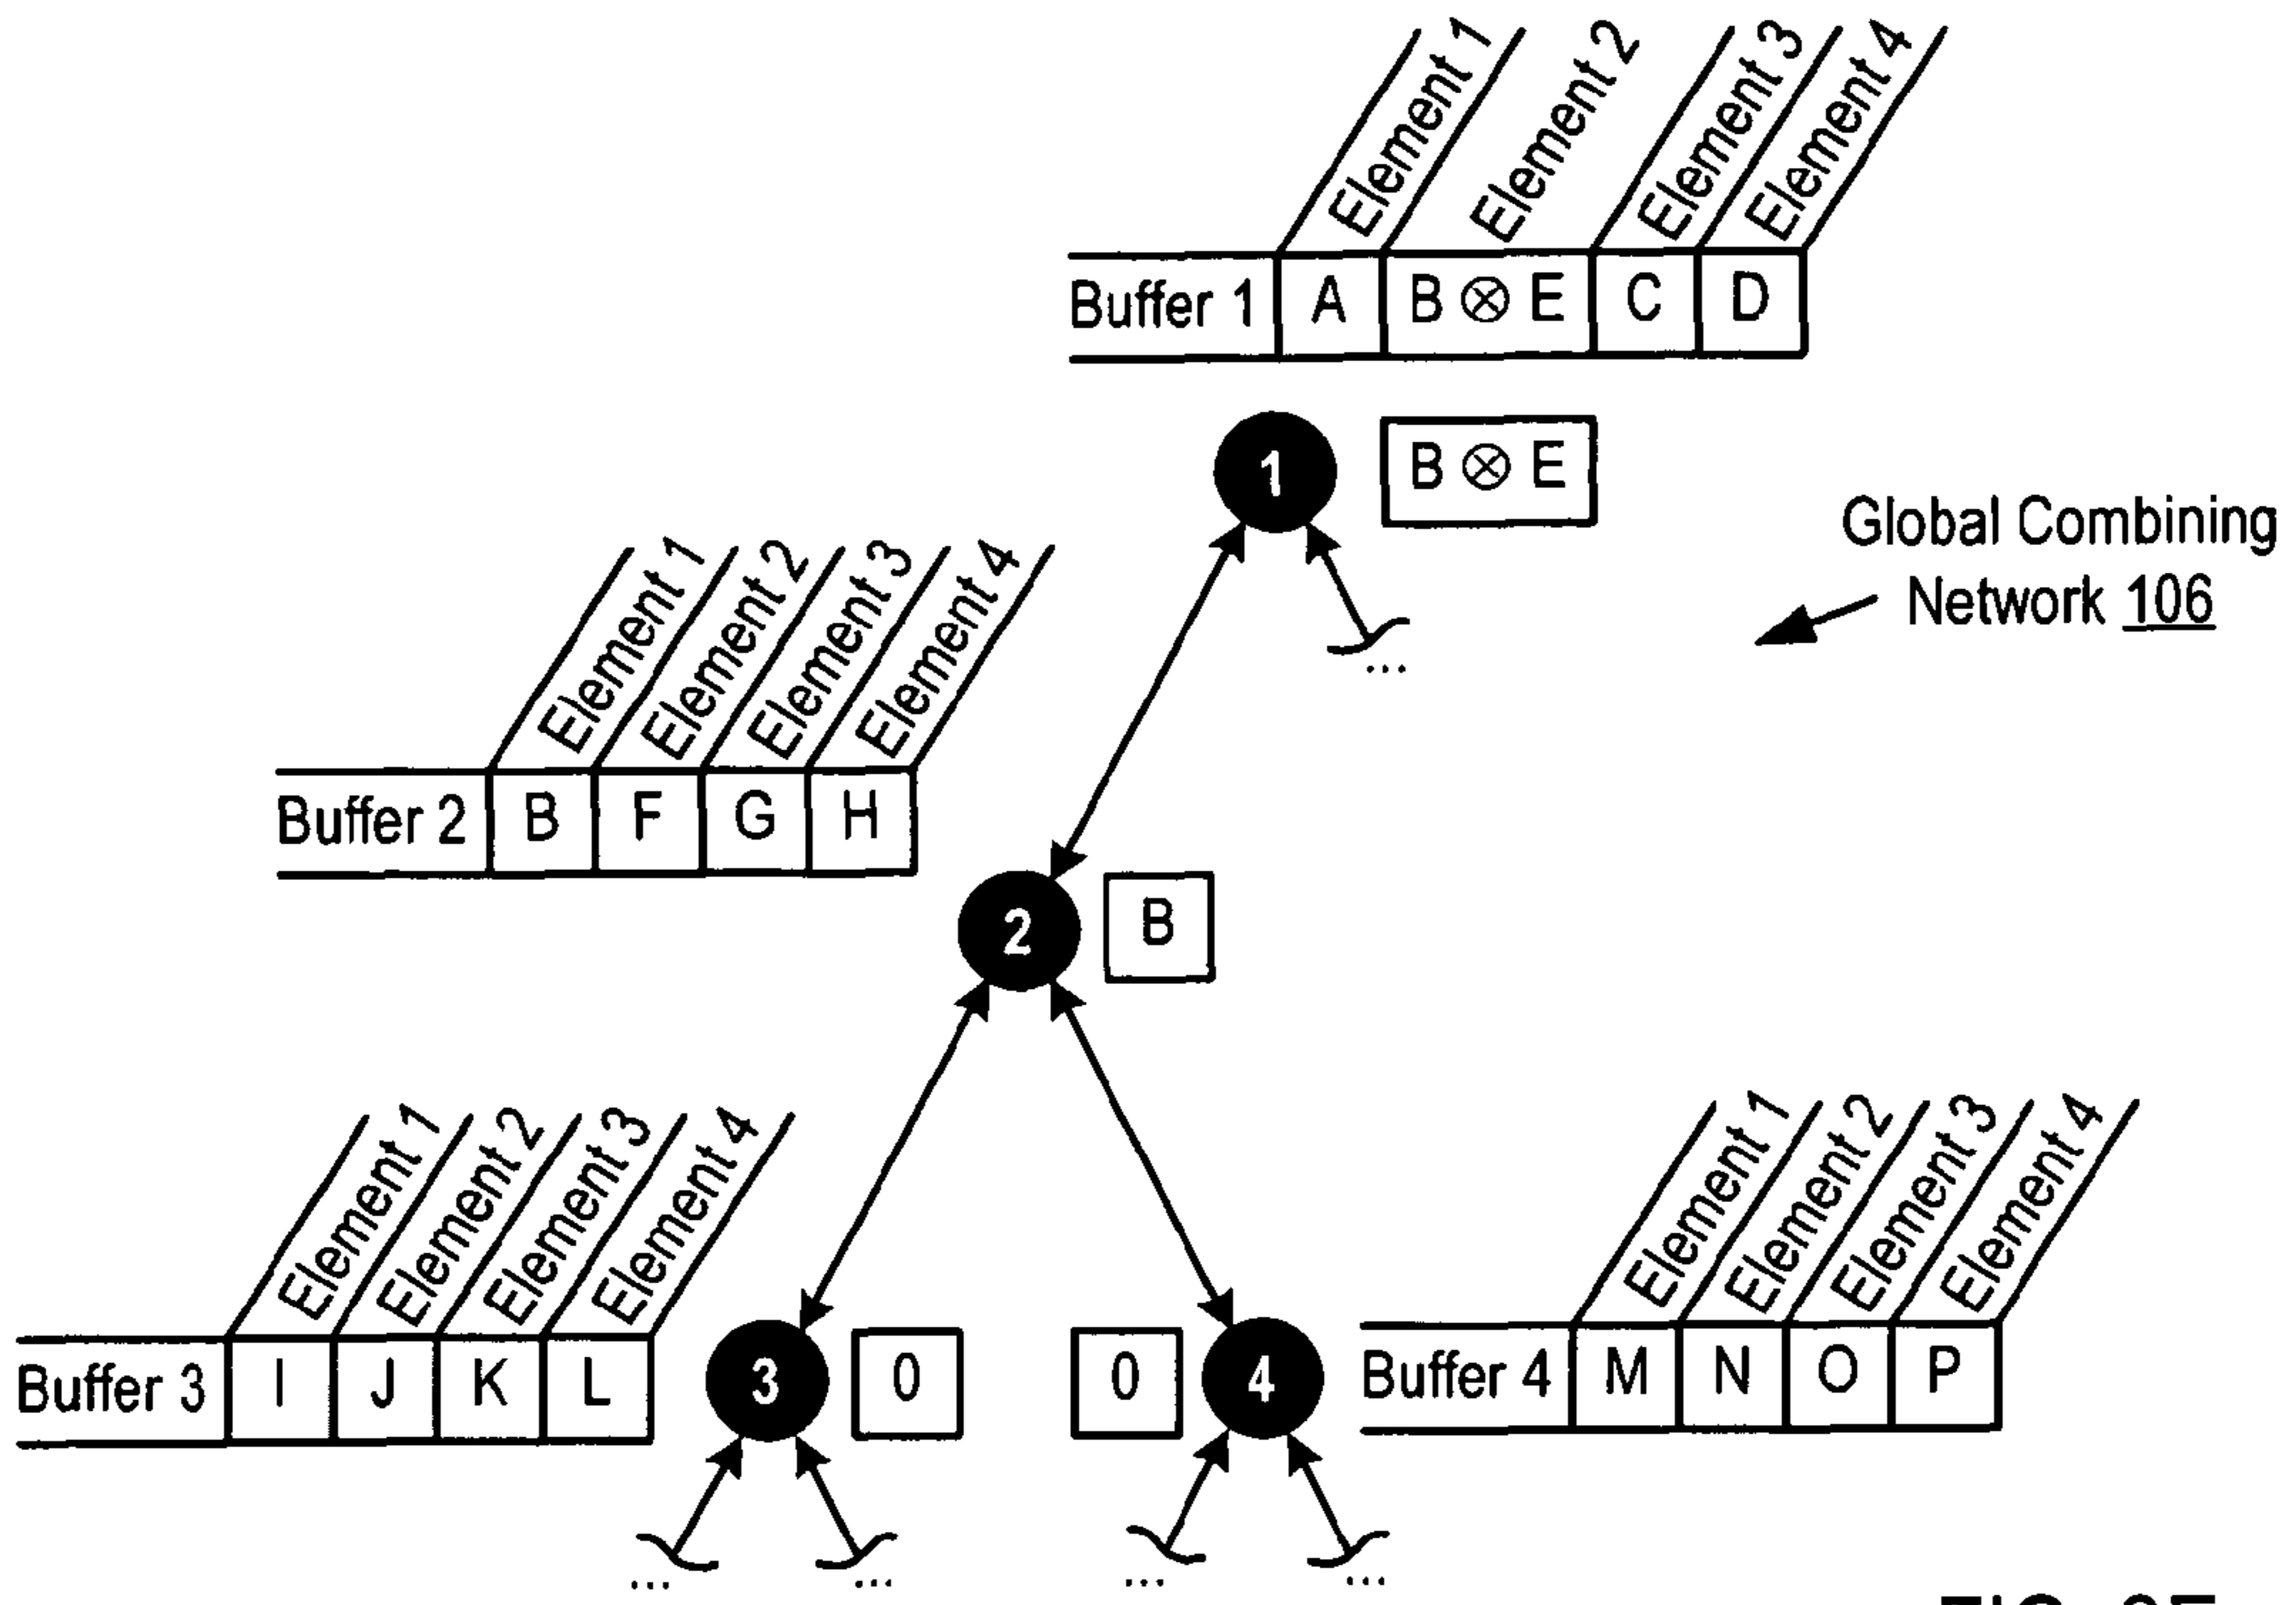 Element 1
Element 2
Element 3
Element 4
Buffer 1 A B ⊗ E C D
1 B ⊗ E
Global Combining
Network 106
...
Element 1
Element 2
Element 3
Element 4
Buffer 2 B F G H
2 B
Element 1
Element 2
Element 3
Element 4
Buffer 3 I J K L
3 0
0 4
Element 1
Element 2
Element 3
Element 4
Buffer 4 M N O P
... ... ... ...